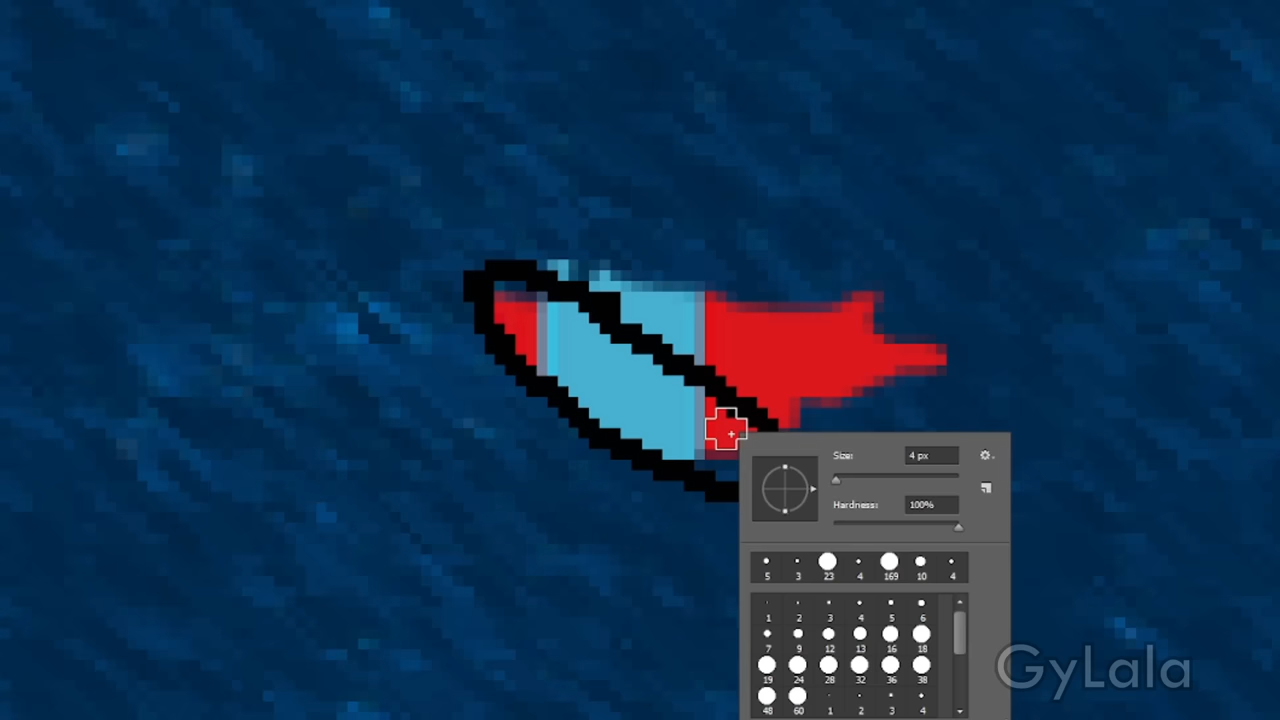 Size: 4 px
Hardness: 100%
5 3 23 4 169 10 4
1 2 3 4 5 6
7 9 12 13 16 18
19 24 28 32 36 38
48 60 1 2 3 4
GyLala